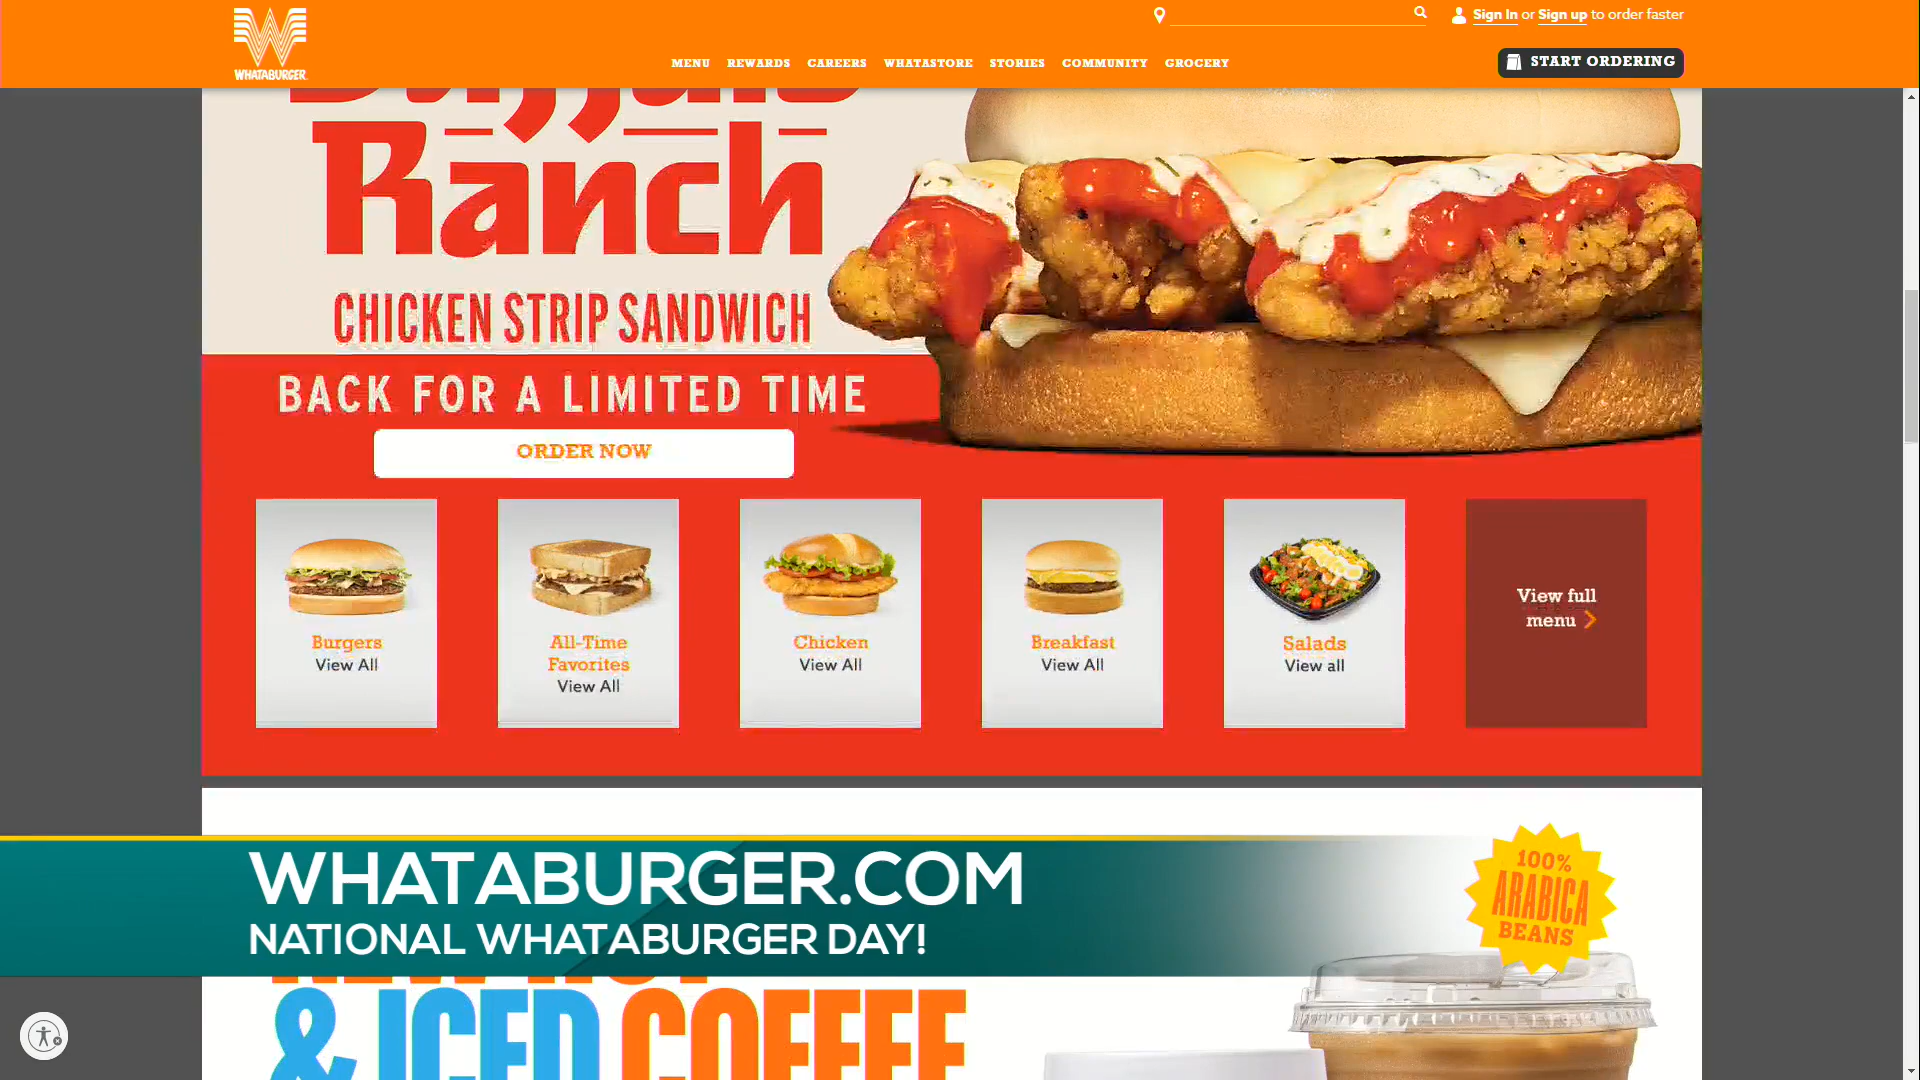 Sign In or Sign up to order faster
WHATABURGER
MENU REWARDS CAREERS WHATASTORE STORIES COMMUNITY GROCERY
START ORDERING
Buffalo
Ranch
CHICKEN STRIP SANDWICH
BACK FOR A LIMITED TIME
ORDER NOW
Burgers
View All
All-Time
Favorites
View All
Chicken
View All
Breakfast
View All
Salads
View all
View full
menu
WHATABURGER.COM
NATIONAL WHATABURGER DAY!
100%
ARABICA
BEANS
& ICED COFFEE